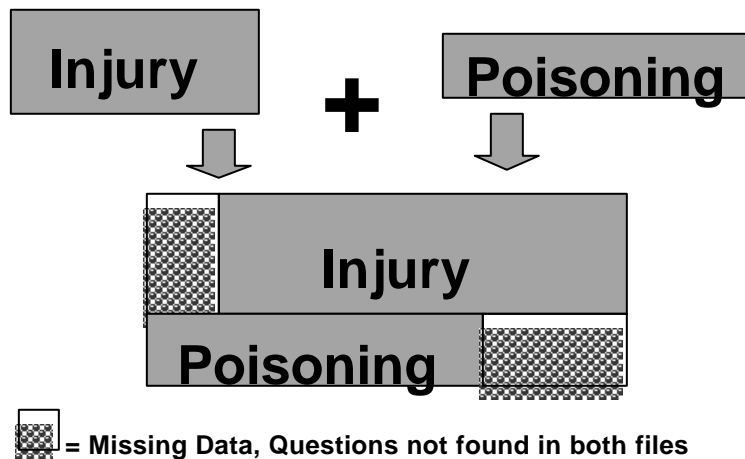 Injury
+
Poisoning
Injury
Poisoning
= Missing Data, Questions not found in both files